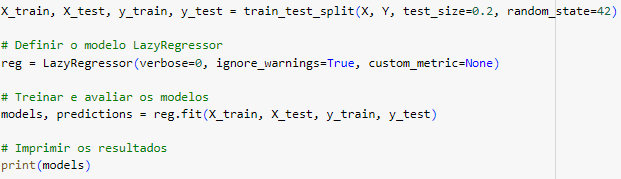 X_train, X_test, y_train, y_test = train_test_split(X, Y, test_size=0.2, random_state=42)
# Definir o modelo LazyRegressor
reg = LazyRegressor(verbose=0, ignore_warnings=True, custom_metric=None)
# Treinar e avaliar os modelos
models, predictions = reg.fit(X_train, X_test, y_train, y_test)
# Imprimir os resultados
print(models)